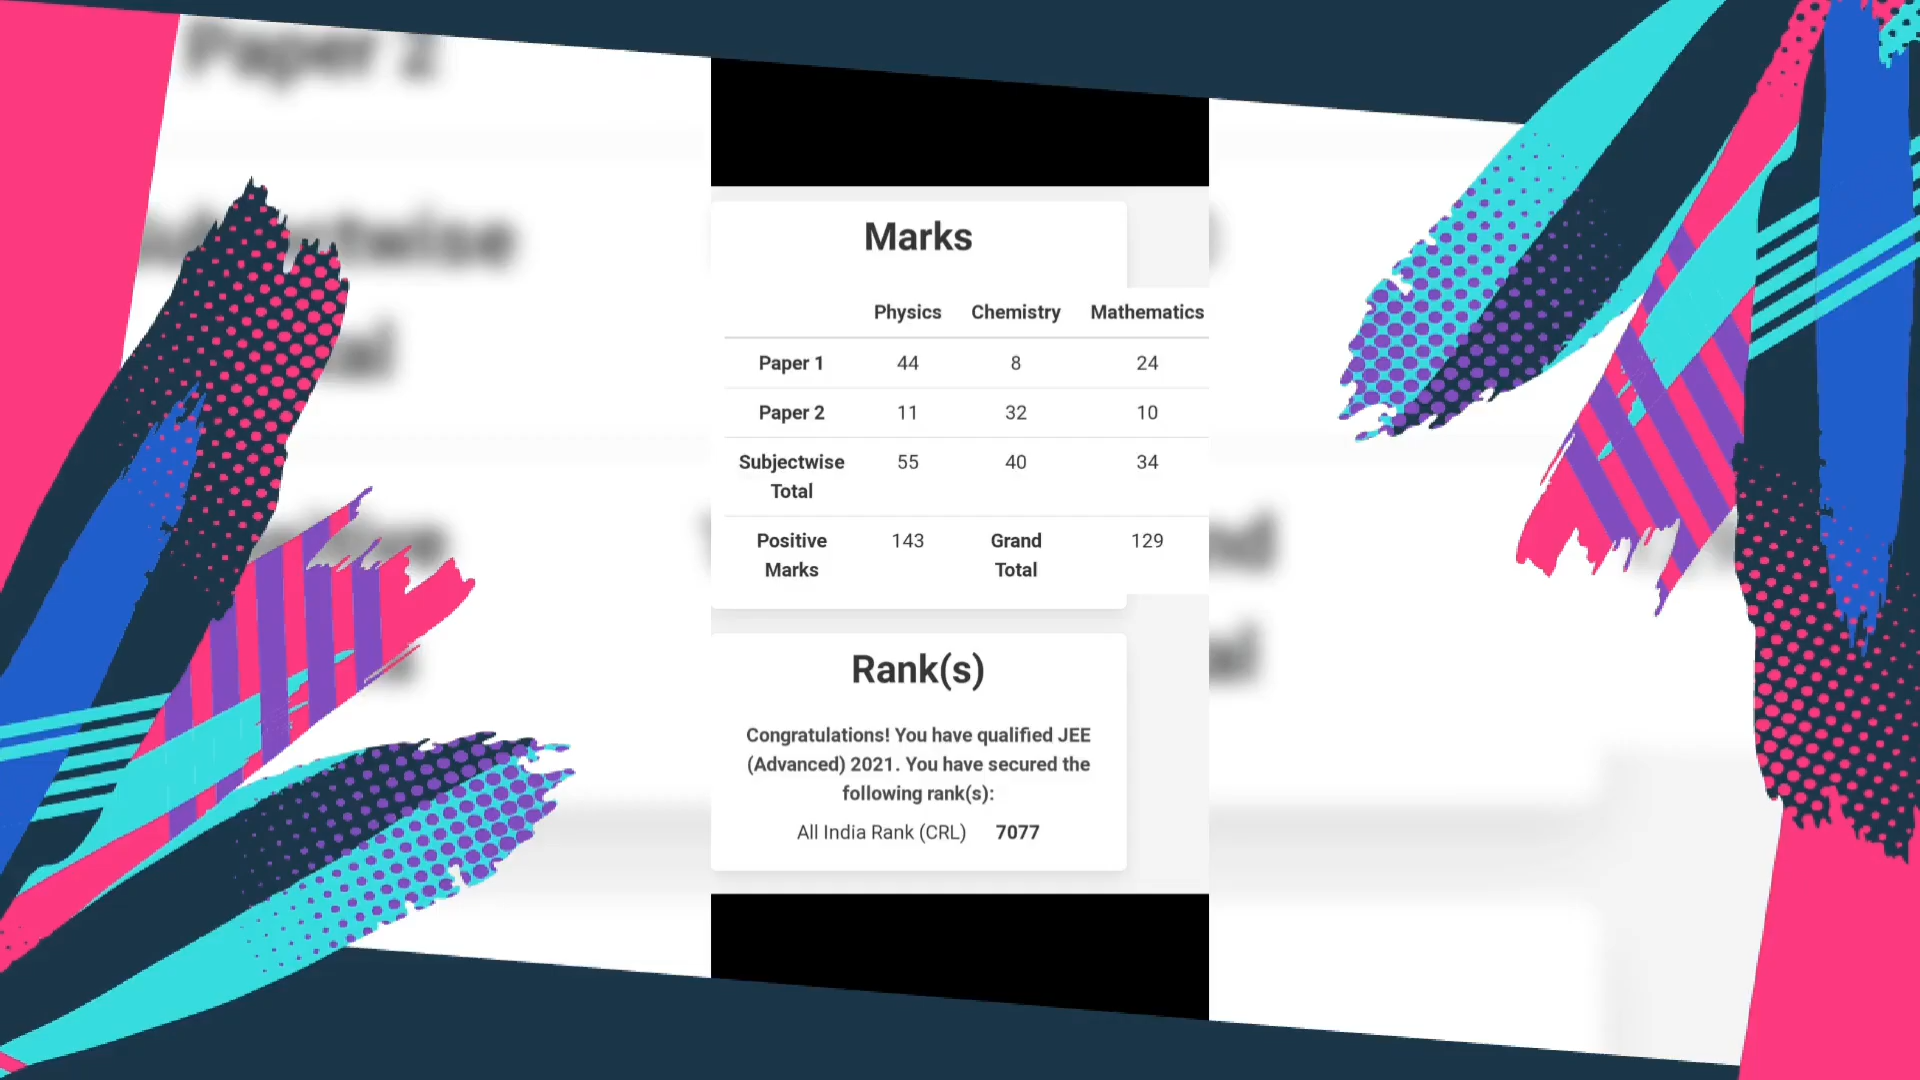 Paper 2
Marks
Physics Chemistry Mathematics
Paper 1 44 8 24
Paper 2 11 32 10
Subjectwise 55 40 34
Total
Positive 143 Grand 129
Marks Total
Rank(s)
Congratulations! You have qualified JEE
(Advanced) 2021. You have secured the
following rank(s):
All India Rank (CRL) 7077